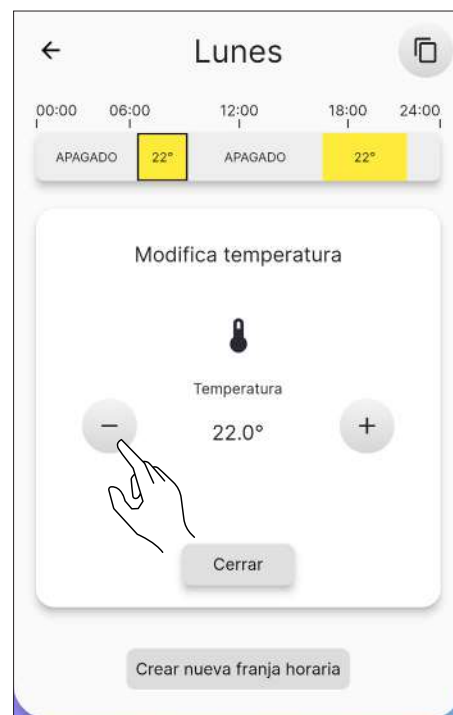 Lunes
00:00 06:00 12:00 18:00 24:00
APAGADO 22° APAGADO 22°
Modifica temperatura
Temperatura
− 22.0° +
Cerrar
Crear nueva franja horaria